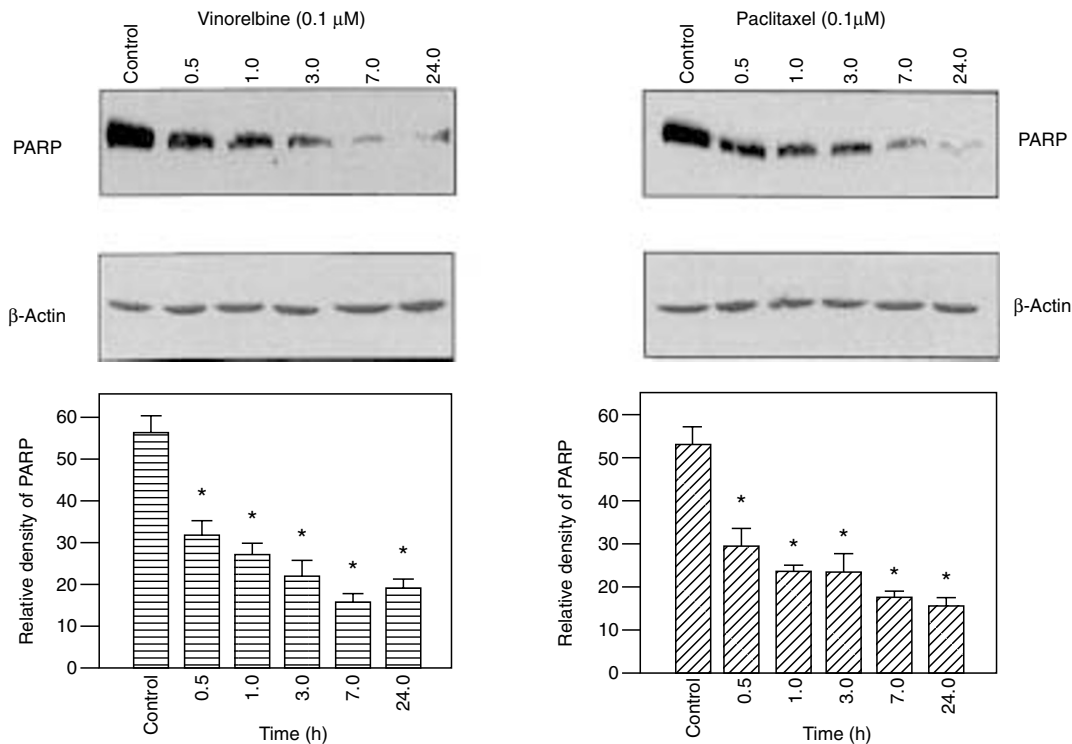 Vinorelbine (0.1 μM)
Control 0.5 1.0 3.0 7.0 24.0
PARP
β-Actin
Relative density of PARP
60
50
40
30
20
10
0
* * * * *
Control 0.5 1.0 3.0 7.0 24.0
Time (h)
Paclitaxel (0.1μM)
Control 0.5 1.0 3.0 7.0 24.0
PARP
β-Actin
Relative density of PARP
60
50
40
30
20
10
0
* * * * *
Control 0.5 1.0 3.0 7.0 24.0
Time (h)